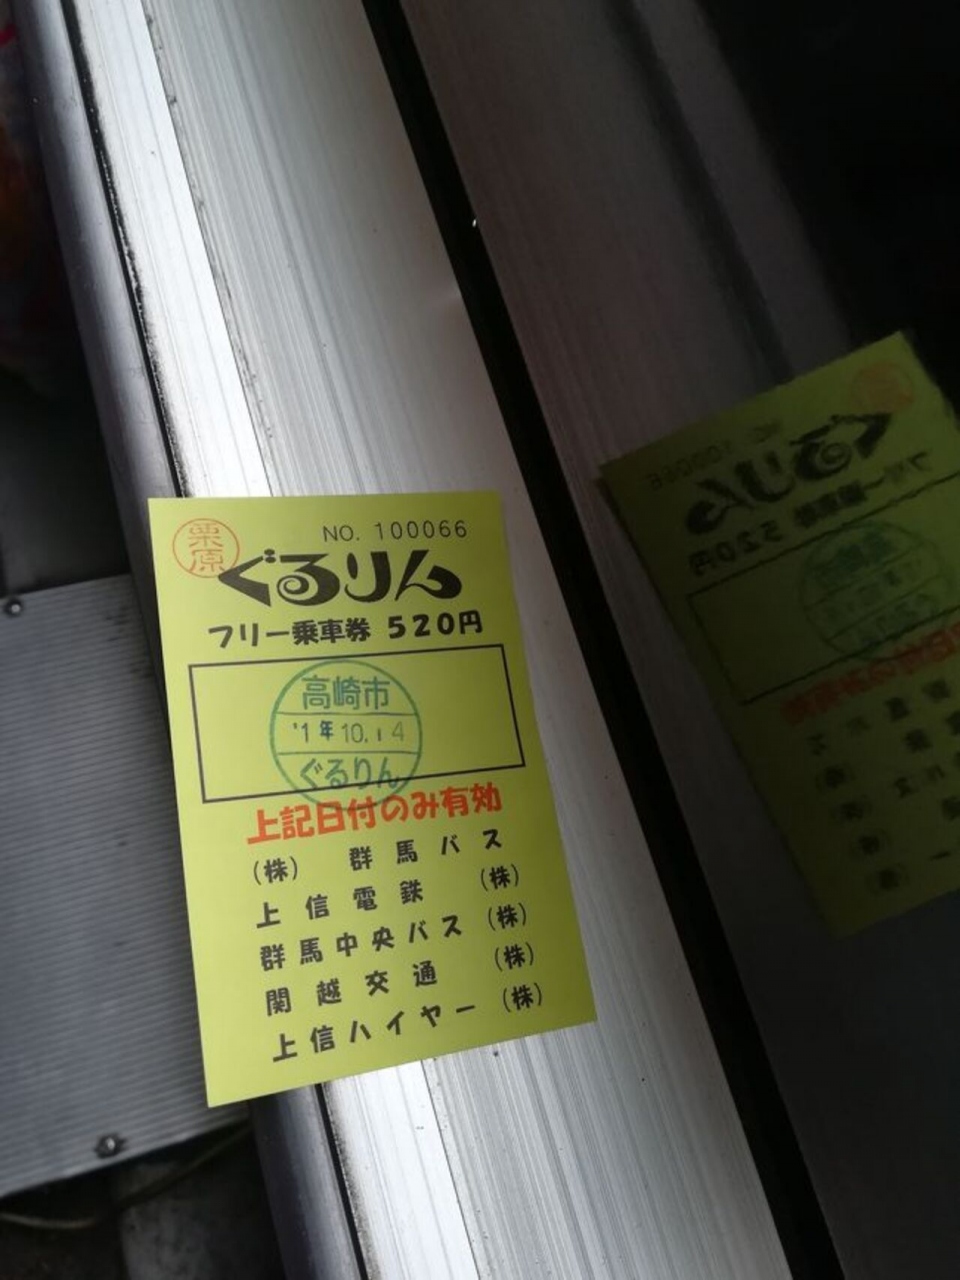 NO. 100066
栗原
ぐるりん
フリー乗車券 520円
高崎市
'1年10.14
ぐるりん
上記日付のみ有効
(株) 群馬バス
上信電鉄 (株)
群馬中央バス (株)
関越交通 (株)
上信ハイヤー (株)